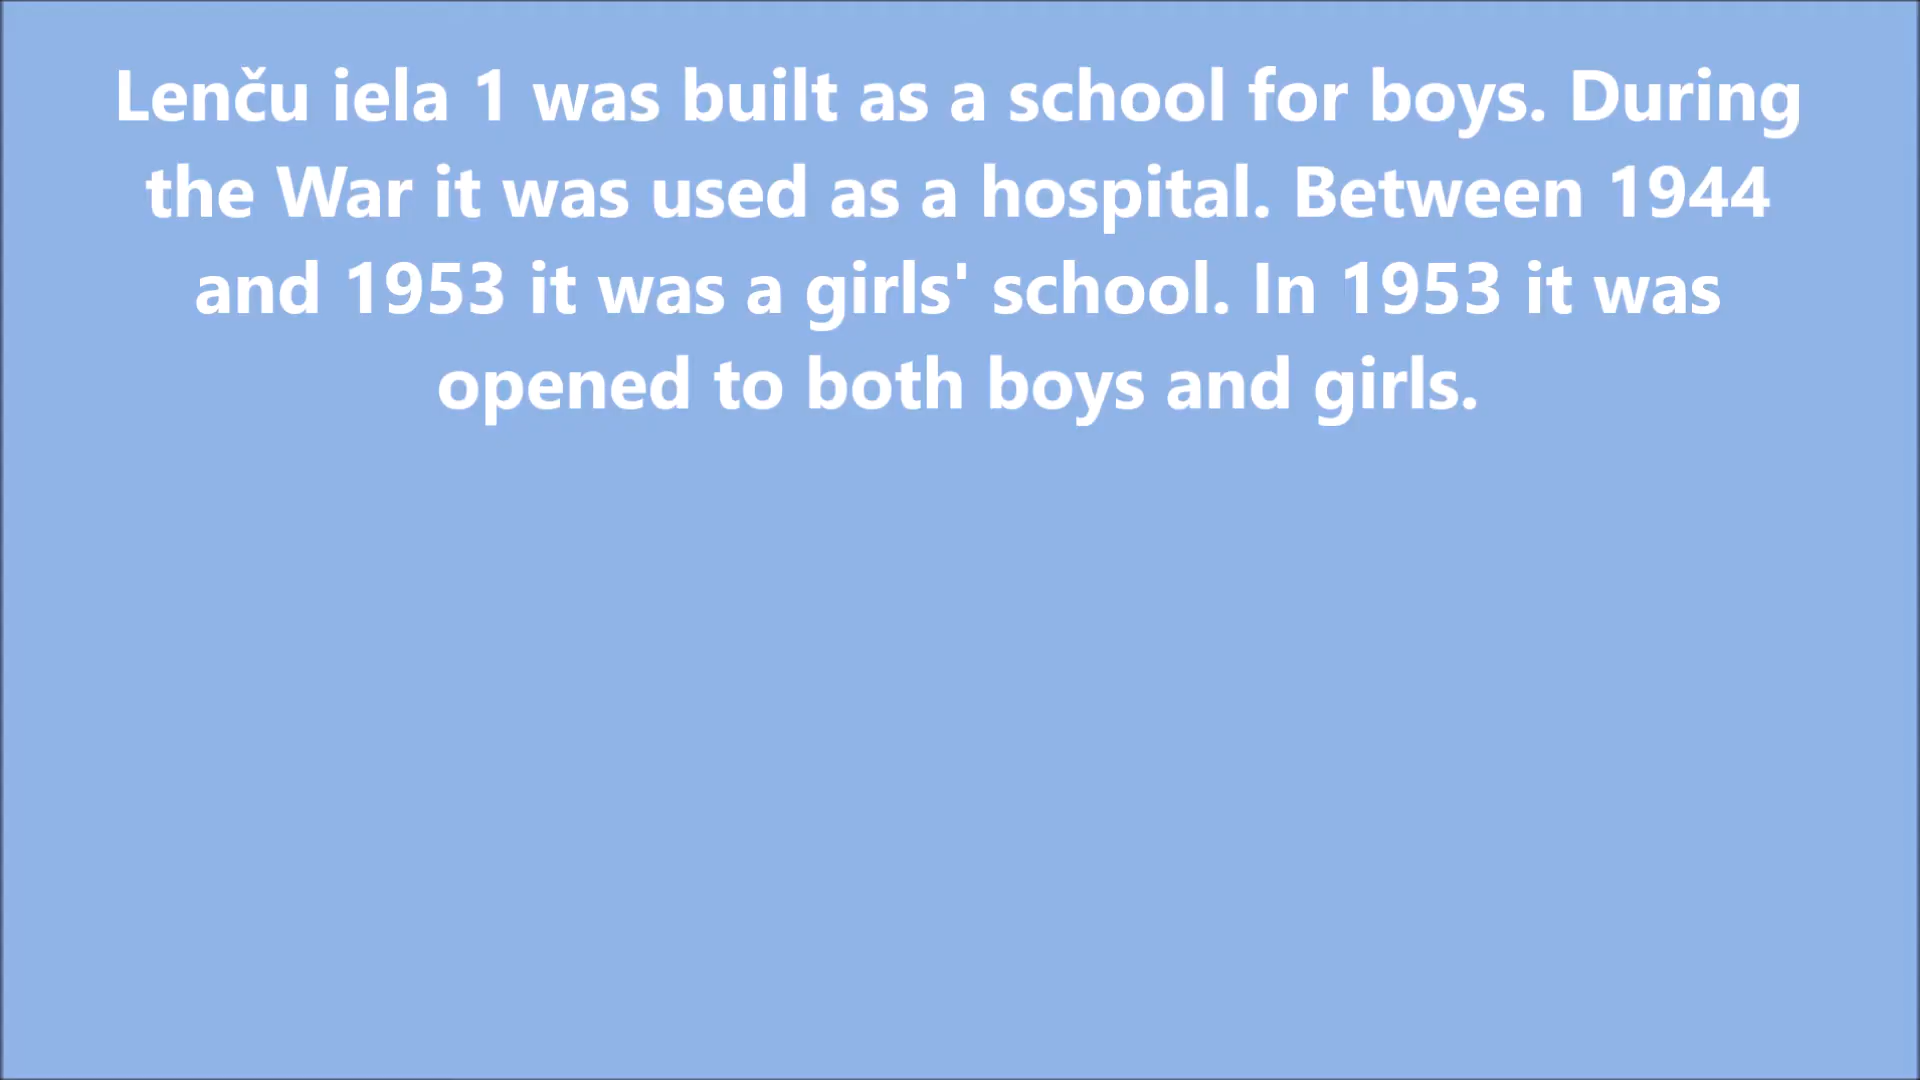 Lenču iela 1 was built as a school for boys. During
the War it was used as a hospital. Between 1944
and 1953 it was a girls' school. In 1953 it was
opened to both boys and girls.